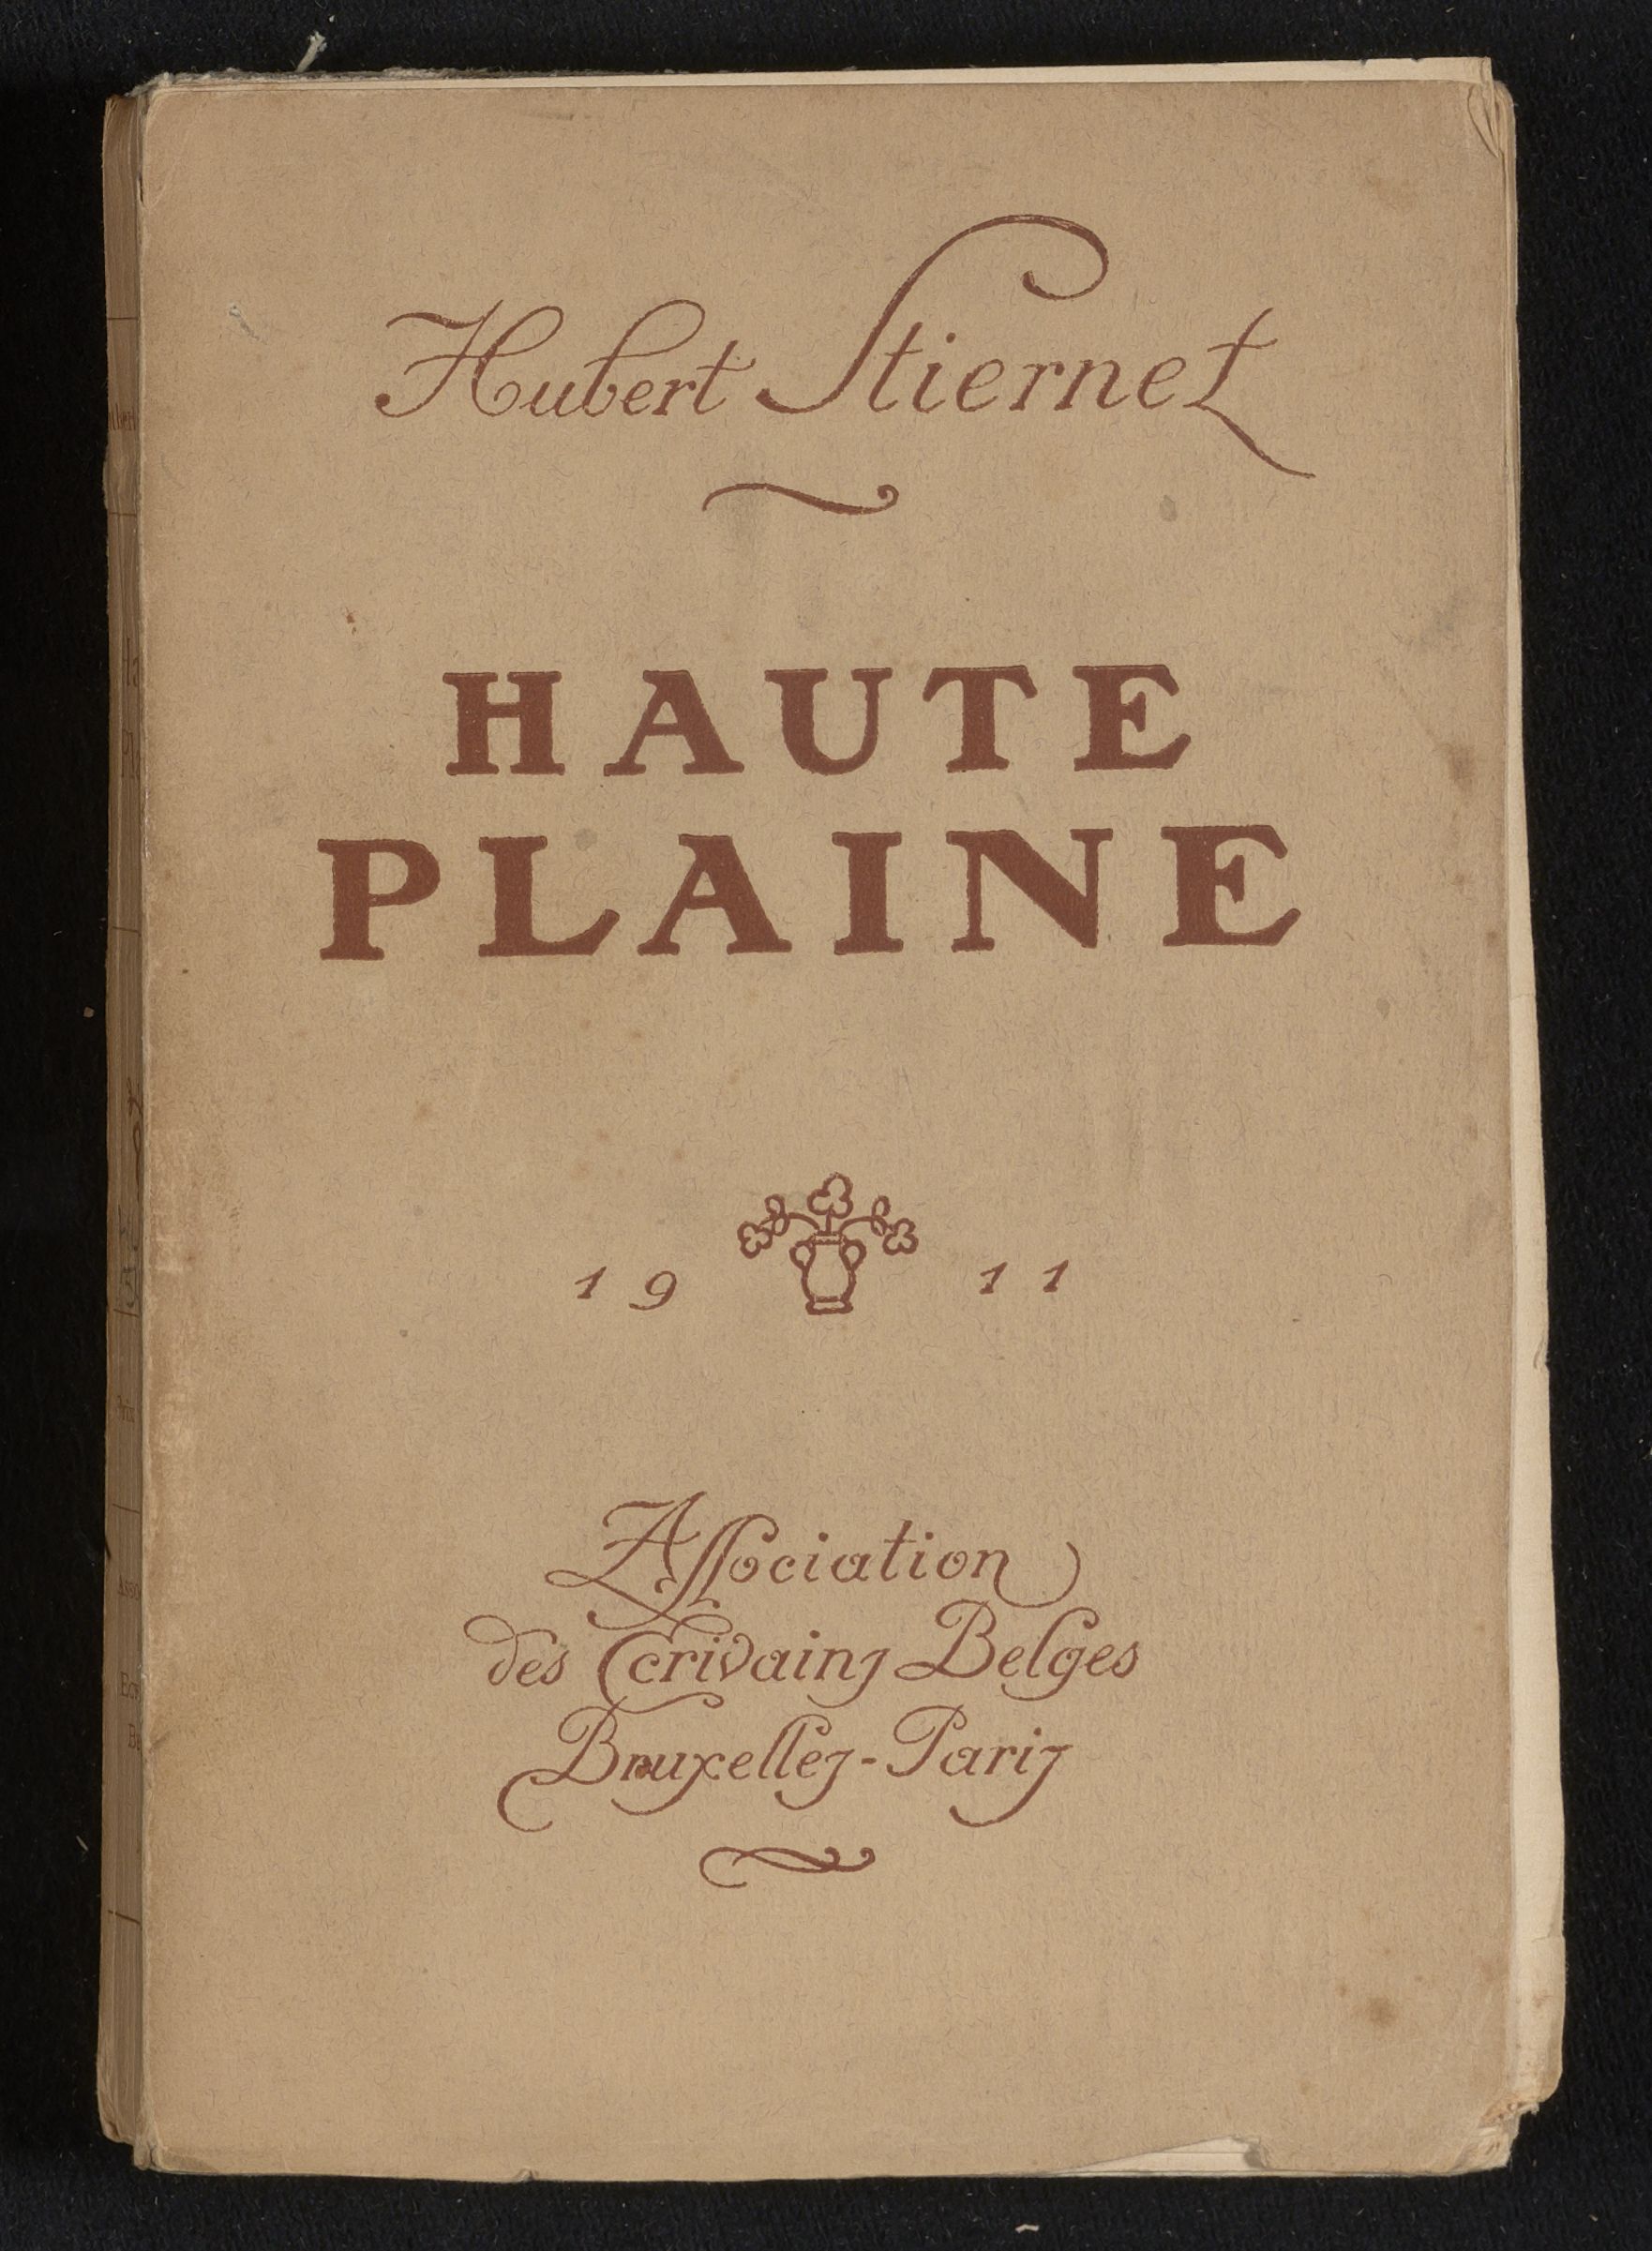 Hubert Stiernet
HAUTE
PLAINE
19 11
Association
des Ecrivains Belges
Bruxelles-Paris